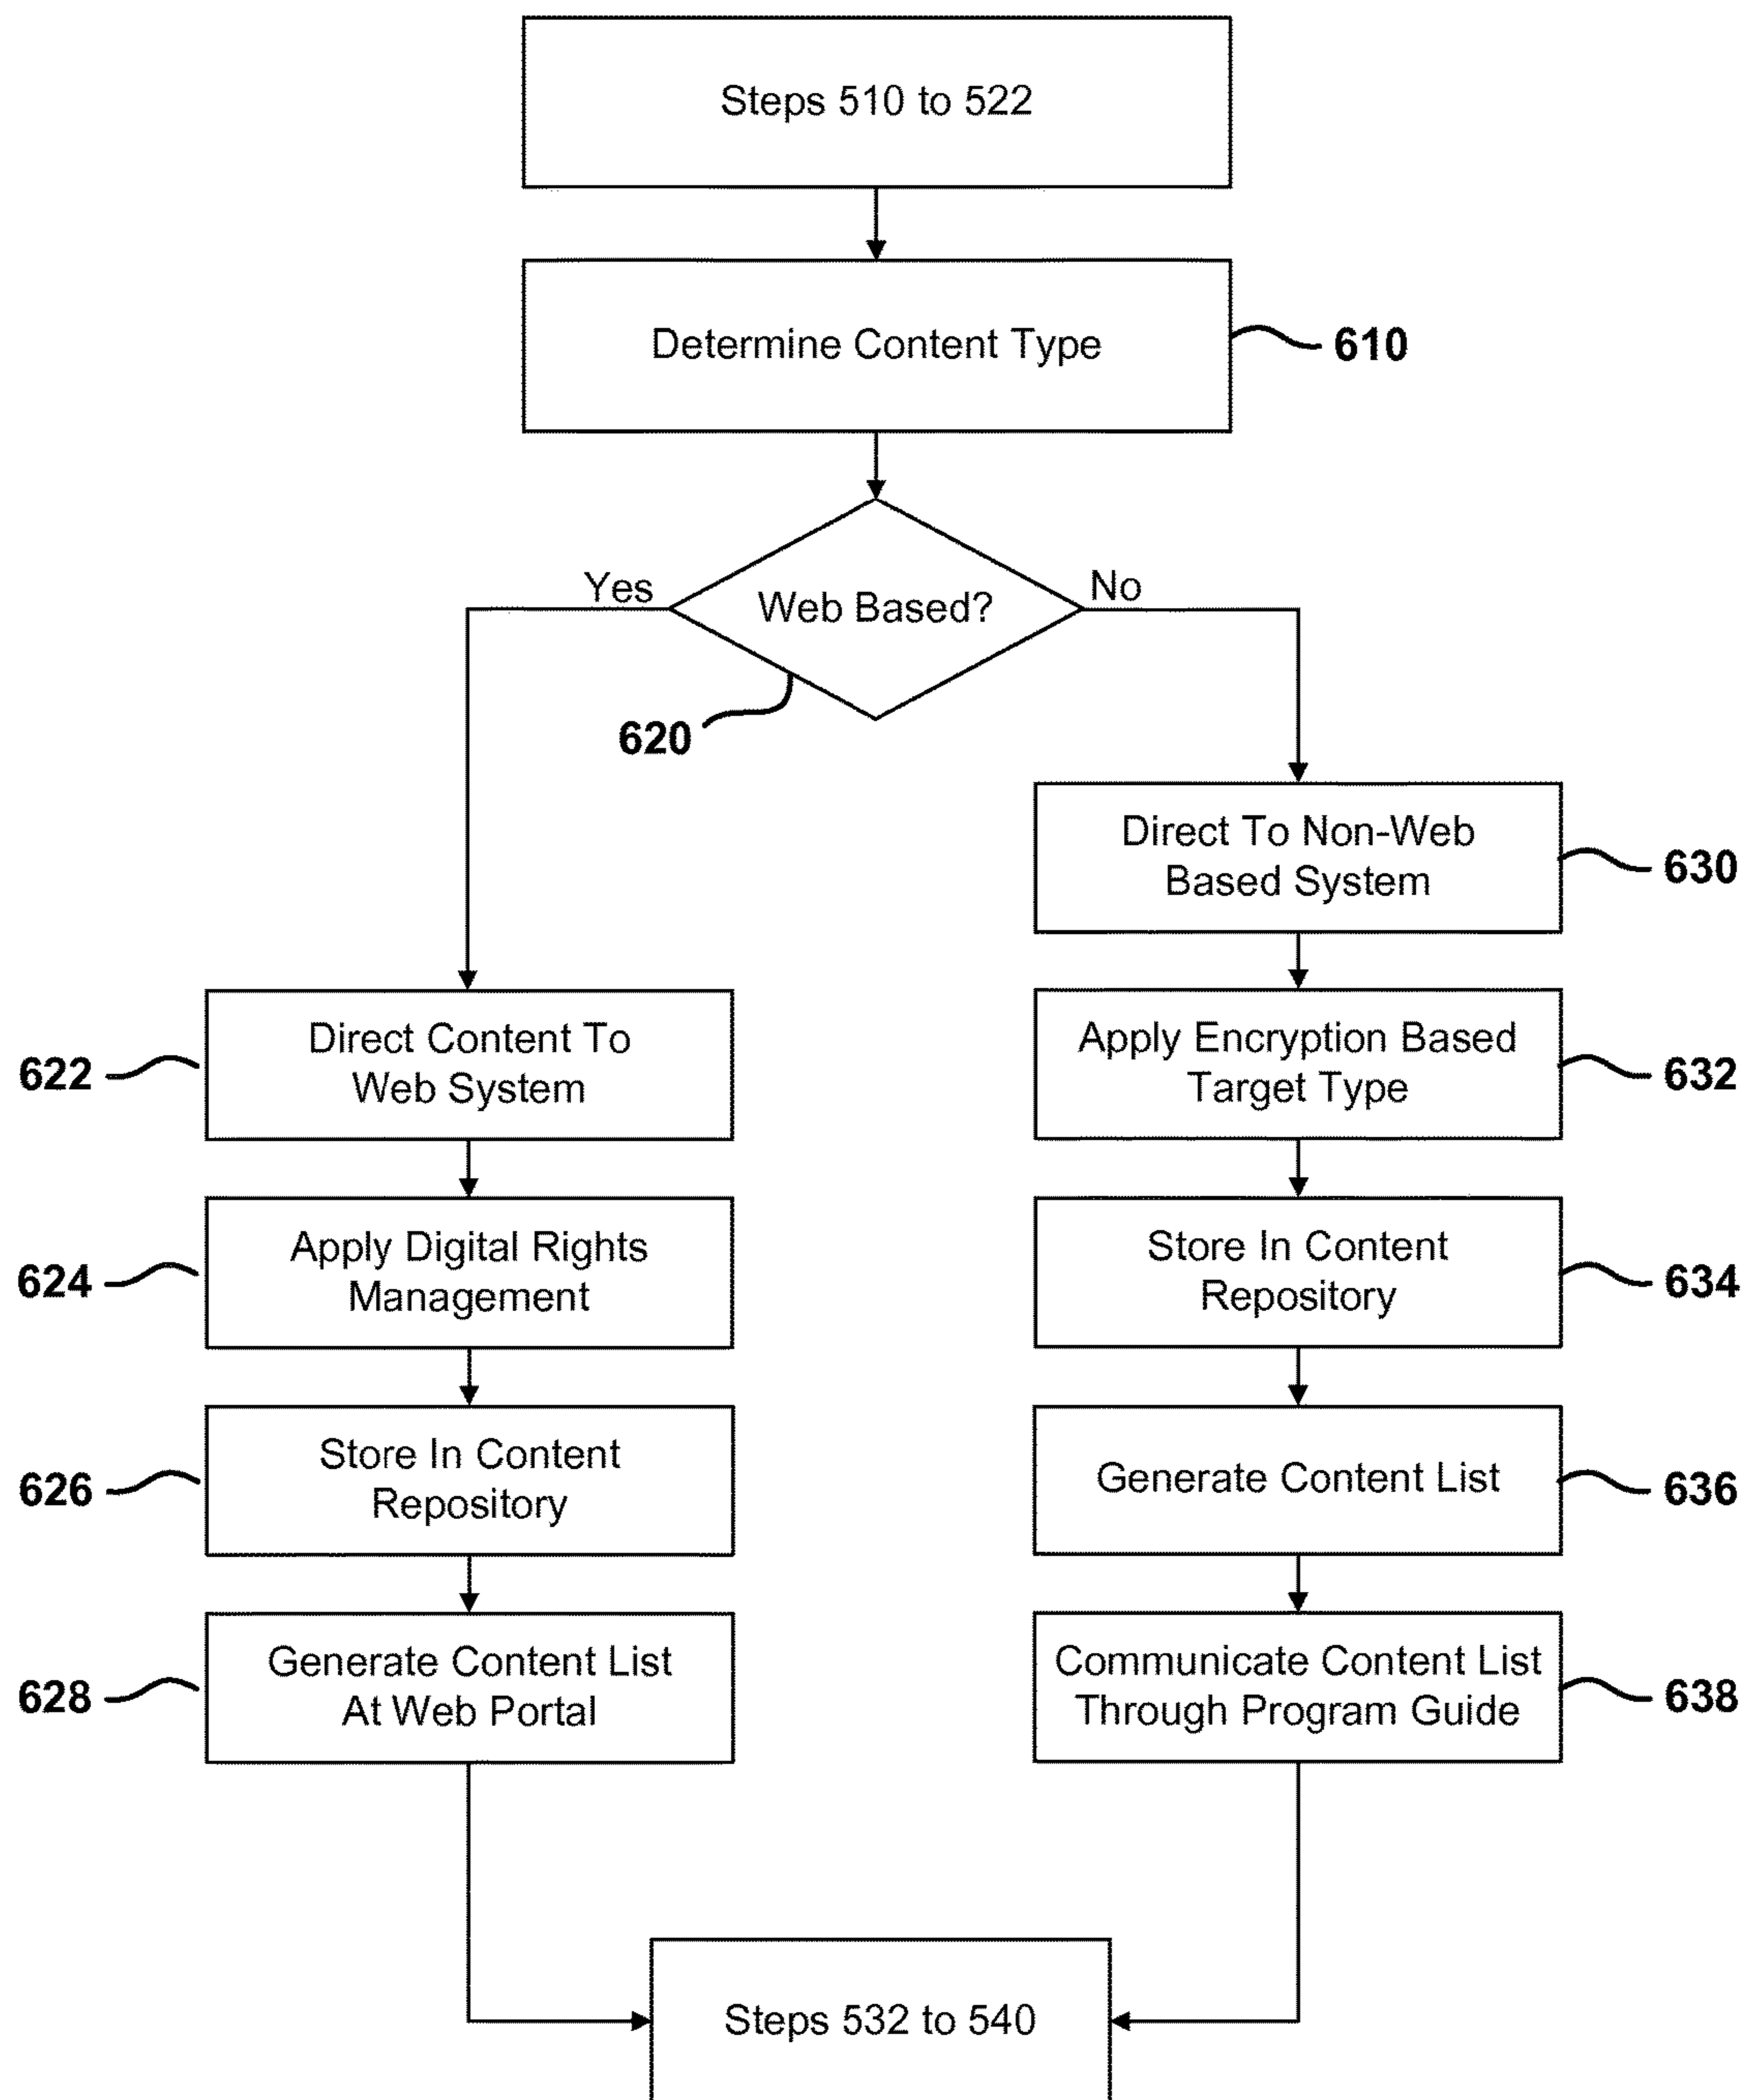 Steps 510 to 522
Determine Content Type
610
Yes
Web Based?
No
620
Direct To Non-Web
Based System
630
Direct Content To
Web System
622
Apply Encryption Based
Target Type
632
Apply Digital Rights
Management
624
Store In Content
Repository
634
Store In Content
Repository
626
Generate Content List
636
Generate Content List
At Web Portal
628
Communicate Content List
Through Program Guide
638
Steps 532 to 540